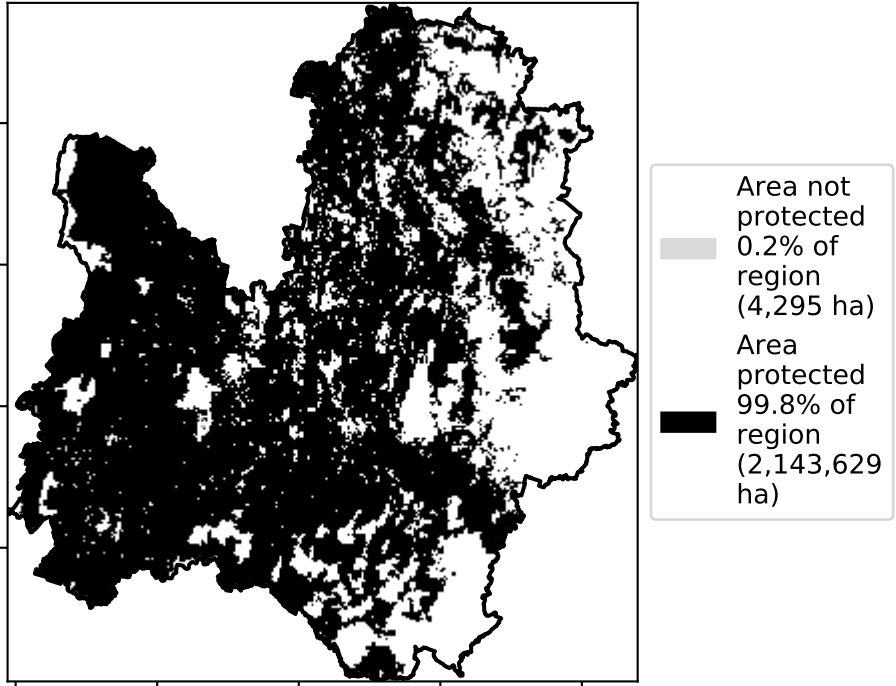 Area not
protected
0.2% of
region
(4,295 ha)
Area
protected
99.8% of
region
(2,143,629
ha)